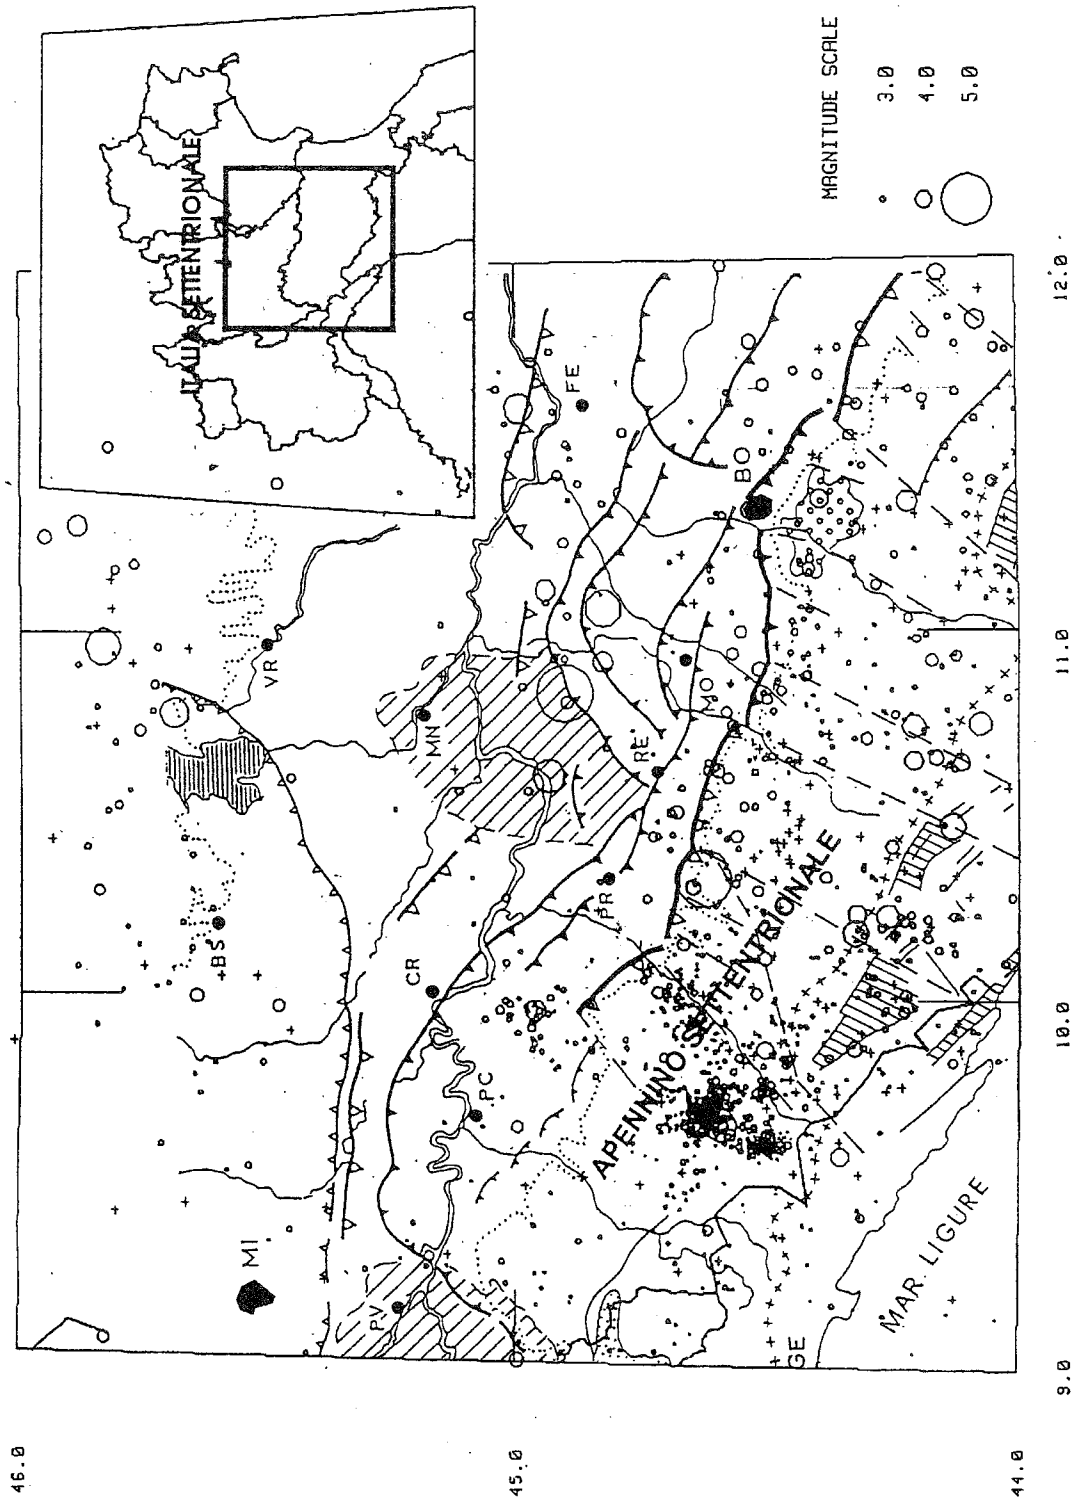 ITALIA SETTENTRIONALE
MAGNITUDE SCALE
3.0
4.0
5.0
46.0
45.0
44.0
9.0
10.0
11.0
12.0
MI
BS
VR
PV
CR
MN
PC
PR
RE
MO
FE
BO
GE
APENNINO SETTENTRIONALE
MAR LIGURE